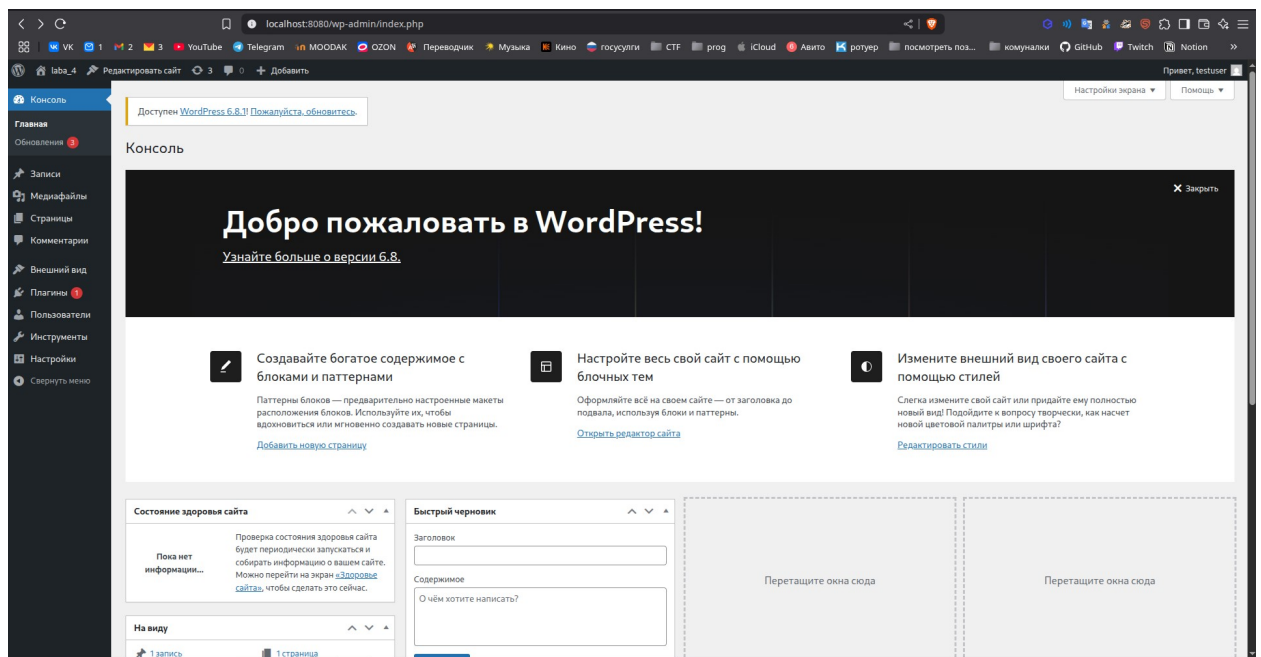 localhost:8080/wp-admin/index.php
VK 1 2 3 YouTube Telegram MOODAK OZON Переводчик Музыка Кино госусулги CTF prog iCloud Авито ротуер посмотреть поз... комуналки GitHub Twitch Notion »
laba_4 Редактировать сайт 3 0 + Добавить Привет, testuser
Настройки экрана ▼ Помощь ▼
Консоль
Главная
Обновления 3
Записи
Медиафайлы
Страницы
Комментарии
Внешний вид
Плагины 1
Пользователи
Инструменты
Настройки
Свернуть меню
Доступен WordPress 6.8.1! Пожалуйста, обновитесь.
Консоль
Закрыть
Добро пожаловать в WordPress!
Узнайте больше о версии 6.8.
Создавайте богатое содержимое с
блоками и паттернами
Паттерны блоков — предварительно настроенные макеты
расположения блоков. Используйте их, чтобы
вдохновиться или мгновенно создавать новые страницы.
Добавить новую страницу
Настройте весь свой сайт с помощью
блочных тем
Оформляйте всё на своем сайте — от заголовка до
подвала, используя блоки и паттерны.
Открыть редактор сайта
Измените внешний вид своего сайта с
помощью стилей
Слегка измените свой сайт или придайте ему полностью
новый вид! Подойдите к вопросу творчески, как насчет
новой цветовой палитры или шрифта?
Редактировать стили
Состояние здоровья сайта
Пока нет
информации...
Проверка состояния здоровья сайта
будет периодически запускаться и
собирать информацию о вашем сайте.
Можно перейти на экран «Здоровье
сайта», чтобы сделать это сейчас.
На виду
1 запись
1 страница
Быстрый черновик
Заголовок
Содержимое
О чём хотите написать?
Перетащите окна сюда
Перетащите окна сюда